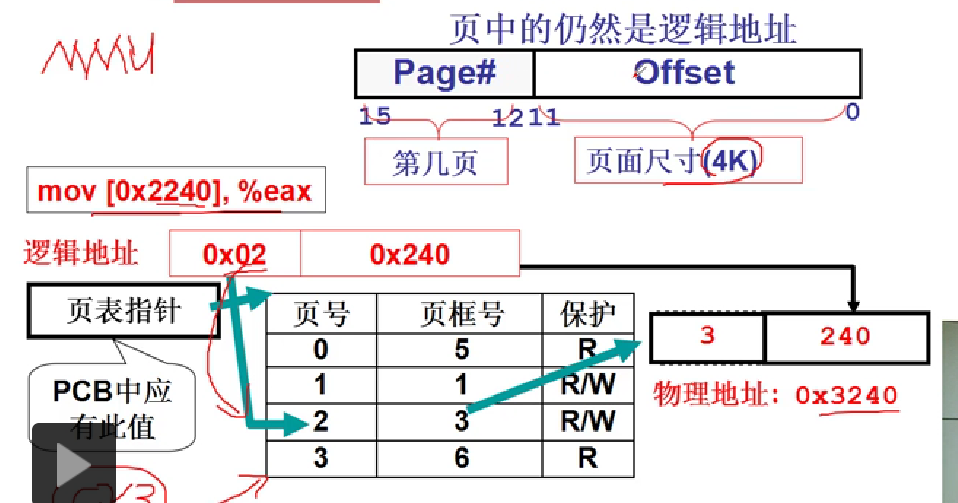 页中的仍然是逻辑地址
MMU
Page# Offset
15 12 11 0
第几页 页面尺寸(4K)
mov [0x2240], %eax
逻辑地址 0x02 0x240
页表指针
页号 页框号 保护
0 5 R
1 1 R/W
2 3 R/W
3 6 R
3 240
物理地址: 0x3240
PCB中应
有此值